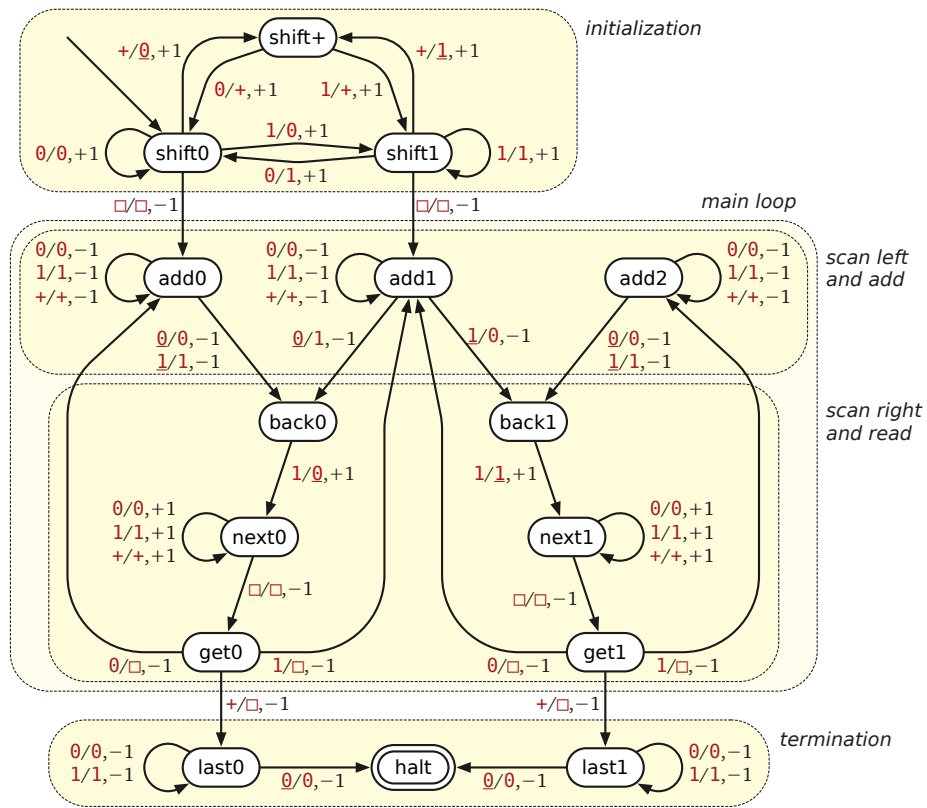 initialization
shift+
+/0̲,+1
+/1̲,+1
0/+,+1
1/+,+1
1/0,+1
0/0,+1
shift0
shift1
1/1,+1
0/1,+1
□/□,−1
□/□,−1
main loop
0/0,−1
1/1,−1
+/+,−1
add0
0/0,−1
1/1,−1
+/+,−1
add1
add2
0/0,−1
1/1,−1
+/+,−1
scan left
and add
0̲/0,−1
1̲/1,−1
0̲/1,−1
1̲/0,−1
0̲/0,−1
1̲/1,−1
back0
back1
scan right
and read
1/0̲,+1
1/1̲,+1
0/0,+1
1/1,+1
+/+,+1
next0
next1
0/0,+1
1/1,+1
+/+,+1
□/□,−1
□/□,−1
get0
get1
0/□,−1
1/□,−1
0/□,−1
1/□,−1
+/□,−1
+/□,−1
termination
0/0,−1
1/1,−1
last0
0̲/0,−1
halt
0̲/0,−1
last1
0/0,−1
1/1,−1